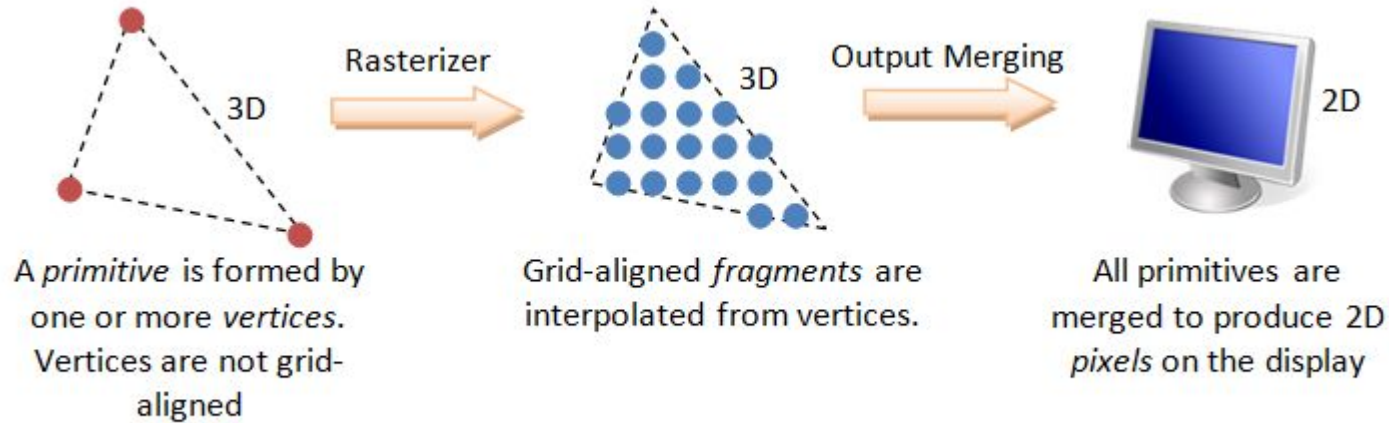 3D
Rasterizer
3D
Output Merging
2D
A primitive is formed by
one or more vertices.
Vertices are not grid-
aligned
Grid-aligned fragments are
interpolated from vertices.
All primitives are
merged to produce 2D
pixels on the display